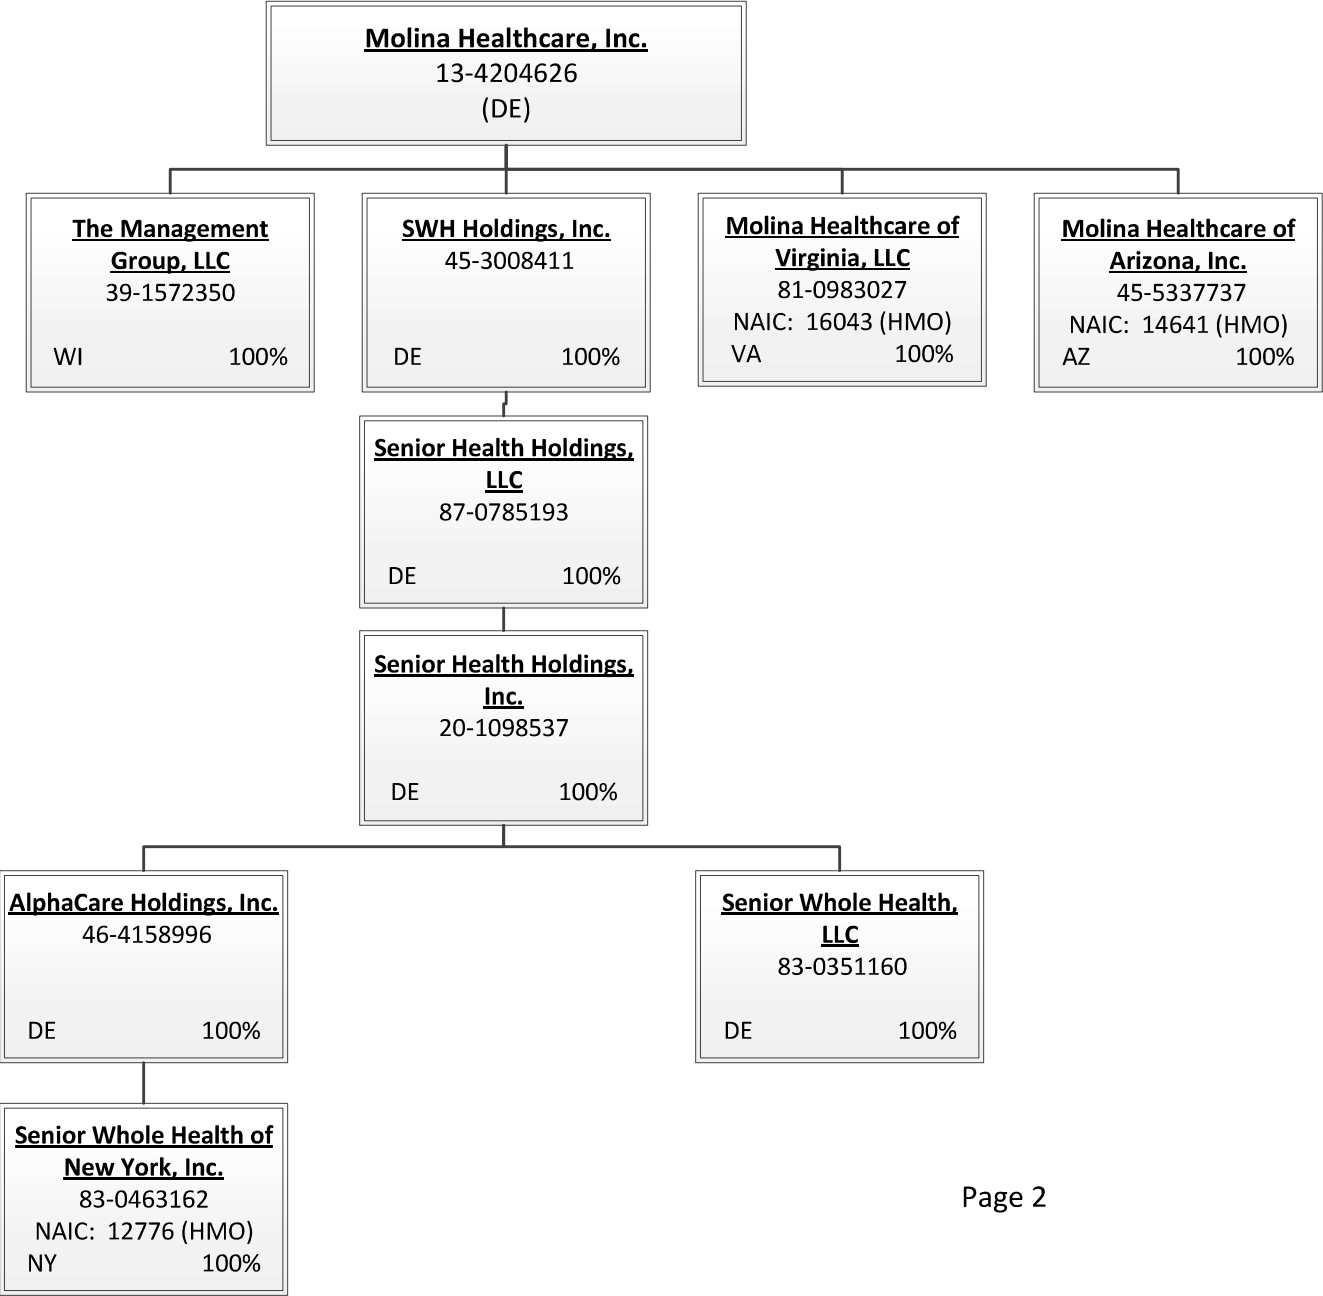 Molina Healthcare, Inc.
13-4204626
(DE)
The Management
Group, LLC
39-1572350
WI 100%
SWH Holdings, Inc.
45-3008411
DE 100%
Molina Healthcare of
Virginia, LLC
81-0983027
NAIC: 16043 (HMO)
VA 100%
Molina Healthcare of
Arizona, Inc.
45-5337737
NAIC: 14641 (HMO)
AZ 100%
Senior Health Holdings,
LLC
87-0785193
DE 100%
Senior Health Holdings,
Inc.
20-1098537
DE 100%
AlphaCare Holdings, Inc.
46-4158996
DE 100%
Senior Whole Health,
LLC
83-0351160
DE 100%
Senior Whole Health of
New York, Inc.
83-0463162
NAIC: 12776 (HMO)
NY 100%
Page 2